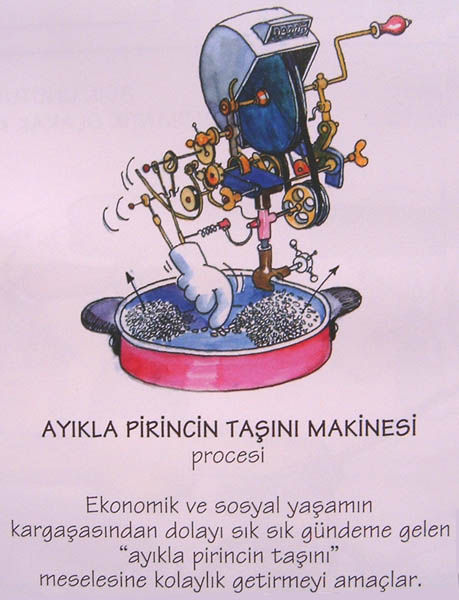 AYIKLA PİRİNCİN TAŞINI MAKİNESİ
procesi
Ekonomik ve sosyal yaşamın
kargaşasından dolayı sık sık gündeme gelen
“ayıkla pirincin taşını”
meselesine kolaylık getirmeyi amaçlar.